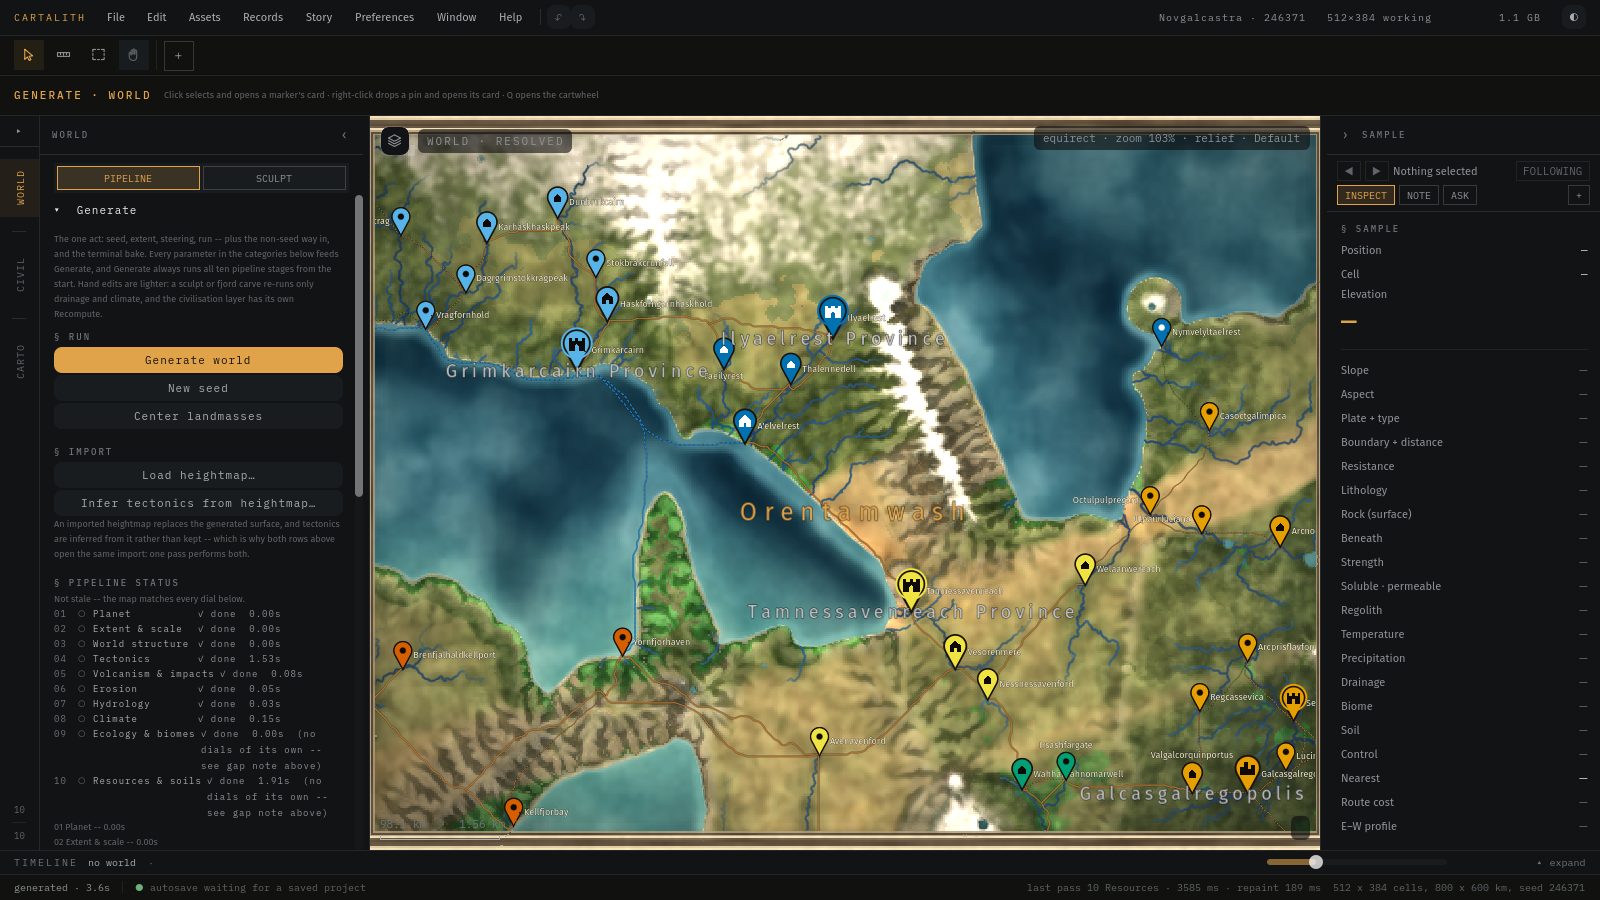 CARTALITH File Edit Assets Records Story Preferences Window Help
Novgalcastra · 246371 512×384 working 1.1 GB
GENERATE · WORLD Click selects and opens a marker's card · right-click drops a pin and opens its card · Q opens the cartwheel
WORLD
CIVIL
CARTO
10
10
WORLD
PIPELINE SCULPT
Generate
The one act: seed, extent, steering, run -- plus the non-seed way in,
and the terminal bake. Every parameter in the categories below feeds
Generate, and Generate always runs all ten pipeline stages from the
start. Hand edits are lighter: a sculpt or fjord carve re-runs only
drainage and climate, and the civilisation layer has its own
Recompute.
§ RUN
Generate world
New seed
Center landmasses
§ IMPORT
Load heightmap…
Infer tectonics from heightmap…
An imported heightmap replaces the generated surface, and tectonics
are inferred from it rather than kept -- which is why both rows above
open the same import: one pass performs both.
§ PIPELINE STATUS
Not stale -- the map matches every dial below.
01 Planet ✓ done 0.00s
02 Extent & scale ✓ done 0.00s
03 World structure ✓ done 0.00s
04 Tectonics ✓ done 1.53s
05 Volcanism & impacts ✓ done 0.08s
06 Erosion ✓ done 0.05s
07 Hydrology ✓ done 0.03s
08 Climate ✓ done 0.15s
09 Ecology & biomes ✓ done 0.00s (no
dials of its own --
see gap note above)
10 Resources & soils ✓ done 1.91s (no
dials of its own --
see gap note above)
01 Planet -- 0.00s
02 Extent & scale -- 0.00s
WORLD · RESOLVED
equirect · zoom 103% · relief · Default
Karhaskhaskpeak
Dagrgrimstokkragpeak
Vragfornhold
Grimkarcairn
Grimkarcairn Province
Ilyaelrest Province
Thalennedell
A'elvelrest
Nymvelyltaelrest
Casoctgalimpica
Orentamwash
Welaanwereach
Tamnessavenreach Province
Vesorenmere
Nessnessavenford
Avenavenford
Brenfjalhaldkelport
Kellfjorbay
Ilsashfargate
Arcprisflavfor
Regcassevica
Valgalcorquinportus
Galcasgalregopolis
SAMPLE
Nothing selected FOLLOWING
INSPECT NOTE ASK +
§ SAMPLE
Position —
Cell —
Elevation
—
Slope —
Aspect —
Plate + type —
Boundary + distance —
Resistance —
Lithology —
Rock (surface) —
Beneath —
Strength —
Soluble · permeable —
Regolith —
Temperature —
Precipitation —
Drainage —
Biome —
Soil —
Control —
Nearest —
Route cost —
E–W profile —
TIMELINE no world · expand
generated · 3.6s autosave waiting for a saved project
last pass 10 Resources · 3585 ms · repaint 189 ms 512 x 384 cells, 800 x 600 km, seed 246371